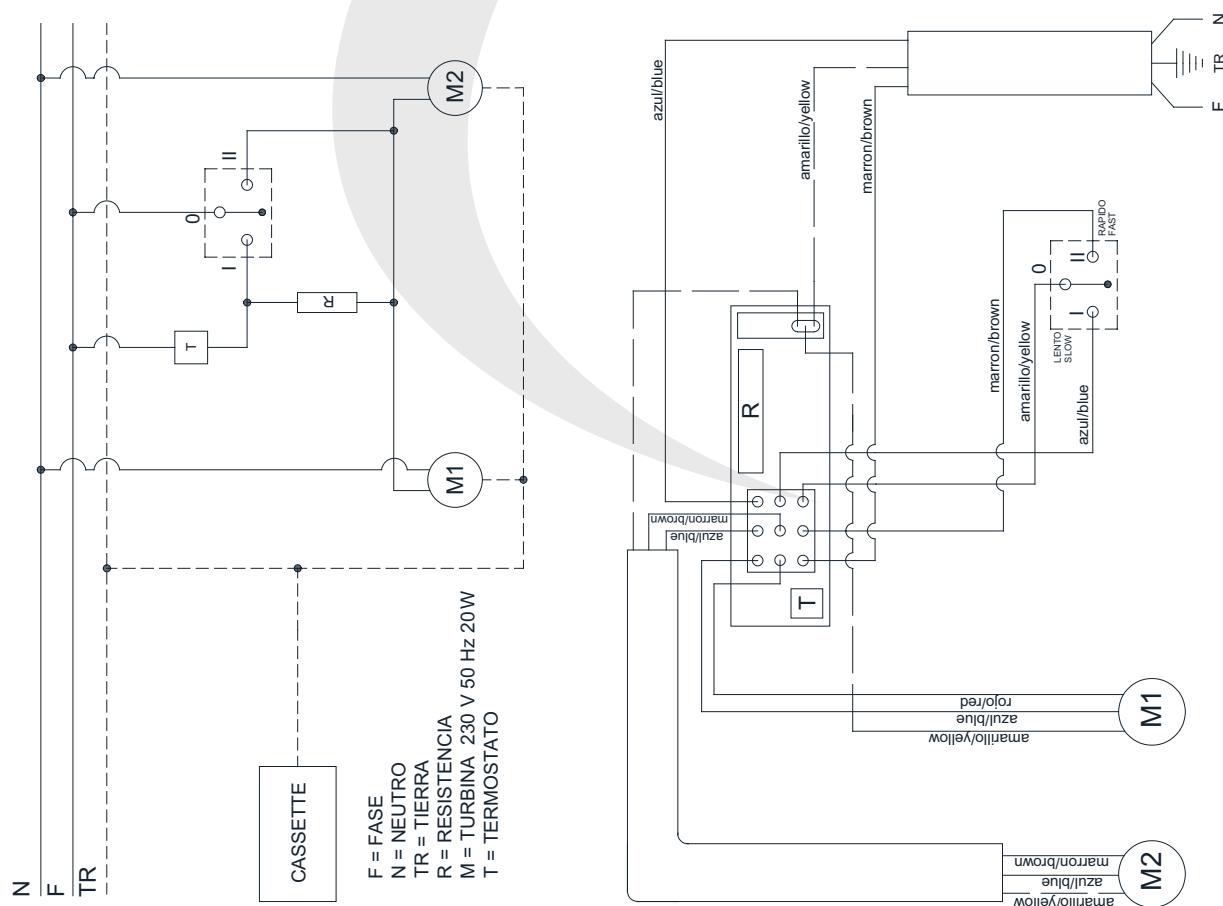 N
F
TR
M2
II
0
I
R
T
M1
CASSETTE
F = FASE
N = NEUTRO
TR = TIERRA
R = RESISTENCIA
M = TURBINA 230 V 50 Hz 20W
T = TERMOSTATO
azul/blue
amarillo/yellow
marron/brown
N
TR
F
marron/brown
amarillo/yellow
azul/blue
RAPIDO
FAST
II
0
I
LENTO
SLOW
R
T
marron/brown
azul/blue
rojo/red
azul/blue
amarillo/yellow
M1
marron/brown
azul/blue
amarillo/yellow
M2